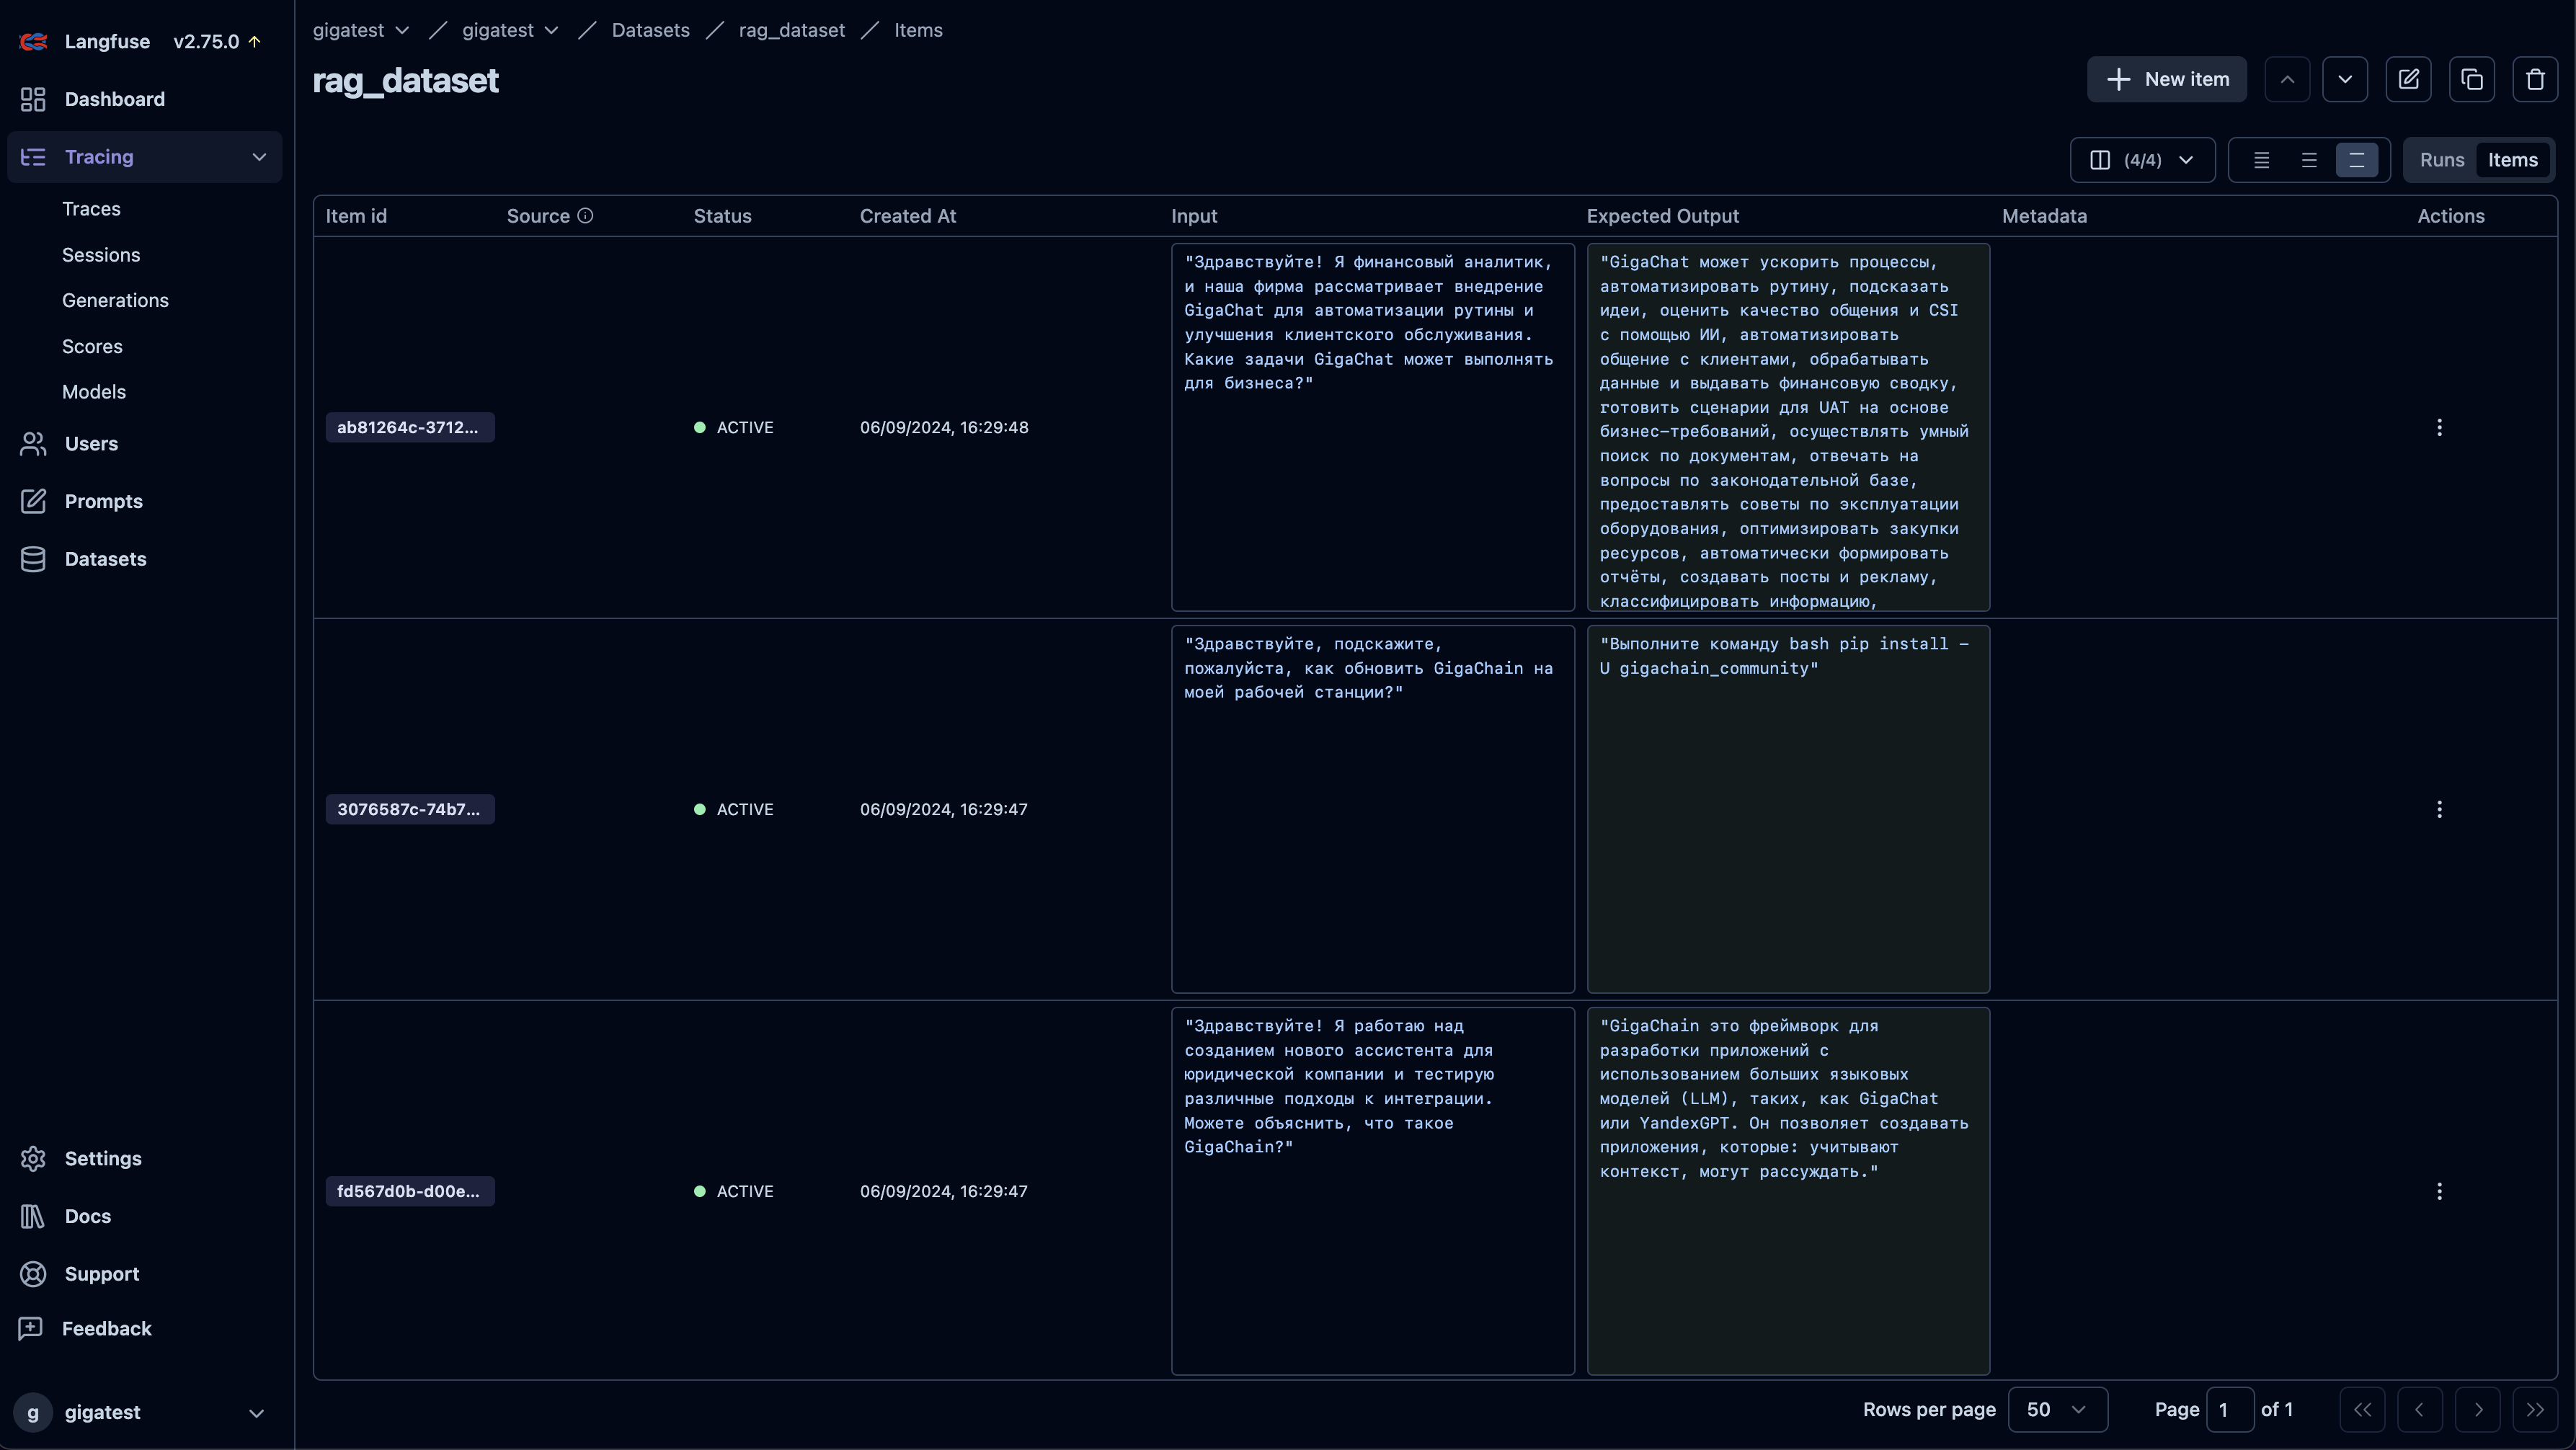 Langfuse v2.75.0
Dashboard
Tracing
Traces
Sessions
Generations
Scores
Models
Users
Prompts
Datasets
Settings
Docs
Support
Feedback
g gigatest
gigatest / gigatest / Datasets / rag_dataset / Items
rag_dataset
New item
(4/4)
Runs Items
Item id Source Status Created At Input Expected Output Metadata Actions
ab81264c-3712...
ACTIVE
06/09/2024, 16:29:48
"Здравствуйте! Я финансовый аналитик,
и наша фирма рассматривает внедрение
GigaChat для автоматизации рутины и
улучшения клиентского обслуживания.
Какие задачи GigaChat может выполнять
для бизнеса?"
"GigaChat может ускорить процессы,
автоматизировать рутину, подсказать
идеи, оценить качество общения и CSI
с помощью ИИ, автоматизировать
общение с клиентами, обрабатывать
данные и выдавать финансовую сводку,
готовить сценарии для UAT на основе
бизнес-требований, осуществлять умный
поиск по документам, отвечать на
вопросы по законодательной базе,
предоставлять советы по эксплуатации
оборудования, оптимизировать закупки
ресурсов, автоматически формировать
отчёты, создавать посты и рекламу,
классифицировать информацию,
3076587c-74b7...
ACTIVE
06/09/2024, 16:29:47
"Здравствуйте, подскажите,
пожалуйста, как обновить GigaChain на
моей рабочей станции?"
"Выполните команду bash pip install -
U gigachain_community"
fd567d0b-d00e...
ACTIVE
06/09/2024, 16:29:47
"Здравствуйте! Я работаю над
созданием нового ассистента для
юридической компании и тестирую
различные подходы к интеграции.
Можете объяснить, что такое
GigaChain?"
"GigaChain это фреймворк для
разработки приложений с
использованием больших языковых
моделей (LLM), таких, как GigaChat
или YandexGPT. Он позволяет создавать
приложения, которые: учитывают
контекст, могут рассуждать."
Rows per page 50 Page 1 of 1